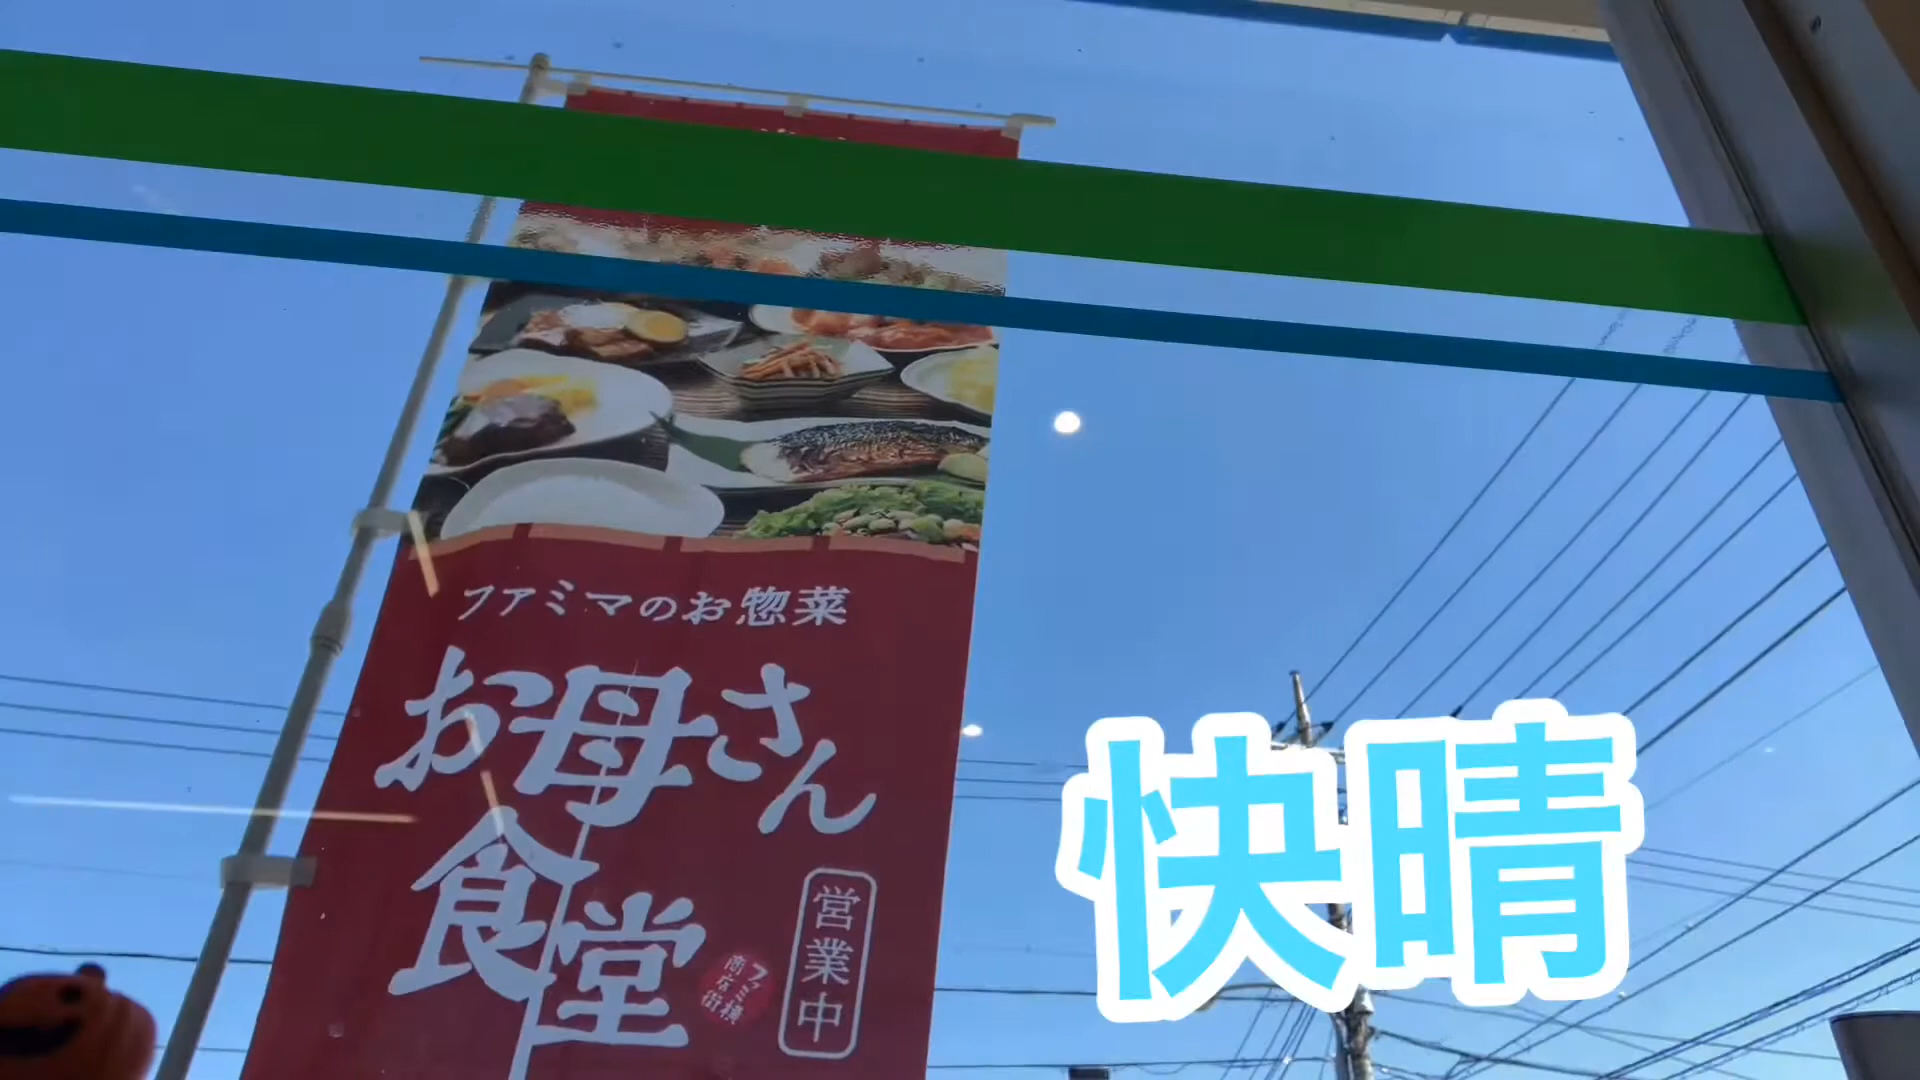 ファミマのお惣菜
お母さん
食堂
営業中
ファミ横
商店街
快晴